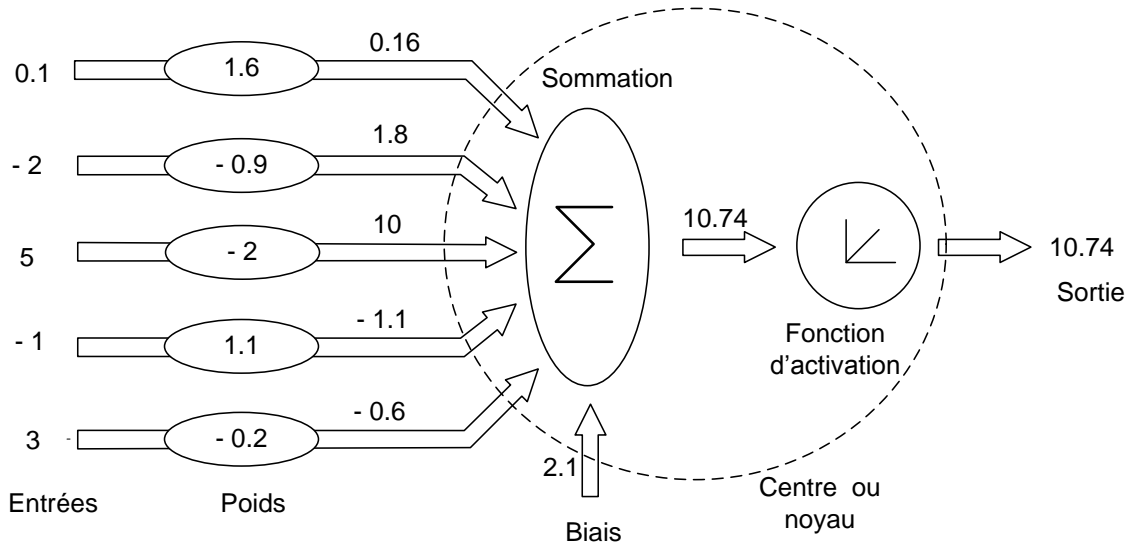 0.1
1.6
0.16
Sommation
- 2
- 0.9
1.8
5
- 2
10
Σ
10.74
10.74
Sortie
- 1
1.1
- 1.1
Fonction
d'activation
3
- 0.2
- 0.6
2.1
Entrées
Poids
Biais
Centre ou
noyau